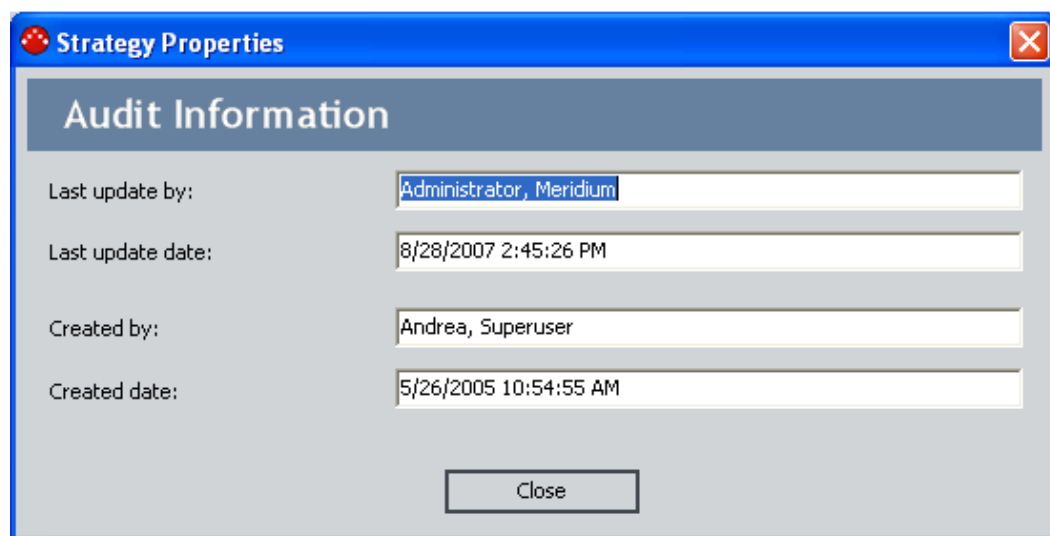 Strategy Properties
Audit Information
Last update by: Administrator, Meridium
Last update date: 8/28/2007 2:45:26 PM
Created by: Andrea, Superuser
Created date: 5/26/2005 10:54:55 AM
Close